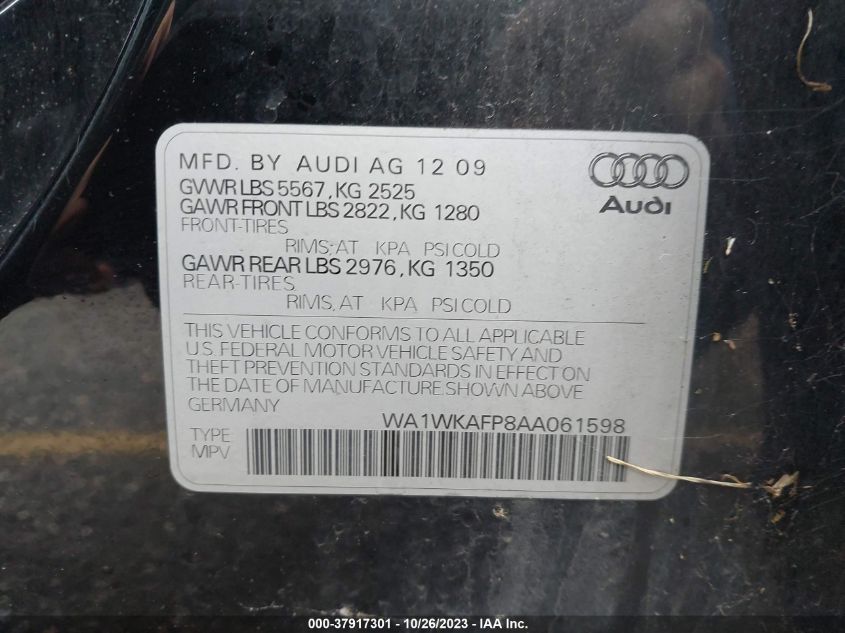 MFD. BY AUDI AG 12 09
GVWR LBS 5567, KG 2525
GAWR FRONT LBS 2822, KG 1280
FRONT-TIRES
RIMS; AT KPA PSI COLD
GAWR REAR LBS 2976, KG 1350
REAR-TIRES
RIMS, AT KPA PSI COLD
Audi
THIS VEHICLE CONFORMS TO ALL APPLICABLE
U.S. FEDERAL MOTOR VEHICLE SAFETY AND
THEFT PREVENTION STANDARDS IN EFFECT ON
THE DATE OF MANUFACTURE SHOWN ABOVE
GERMANY
WA1WKAFP8AA061598
TYPE
MPV
000-37917301 - 10/26/2023 - IAA Inc.